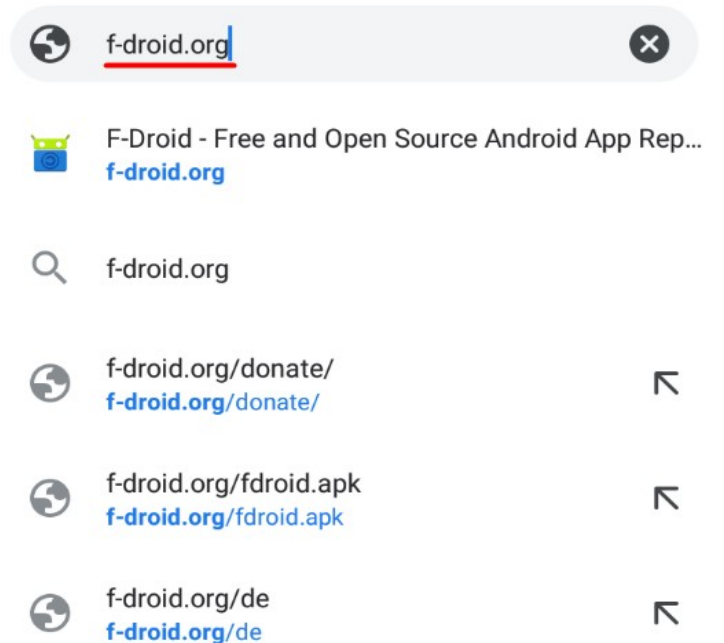 f-droid.org
F-Droid - Free and Open Source Android App Rep...
f-droid.org
f-droid.org
f-droid.org/donate/
f-droid.org/donate/
f-droid.org/fdroid.apk
f-droid.org/fdroid.apk
f-droid.org/de
f-droid.org/de